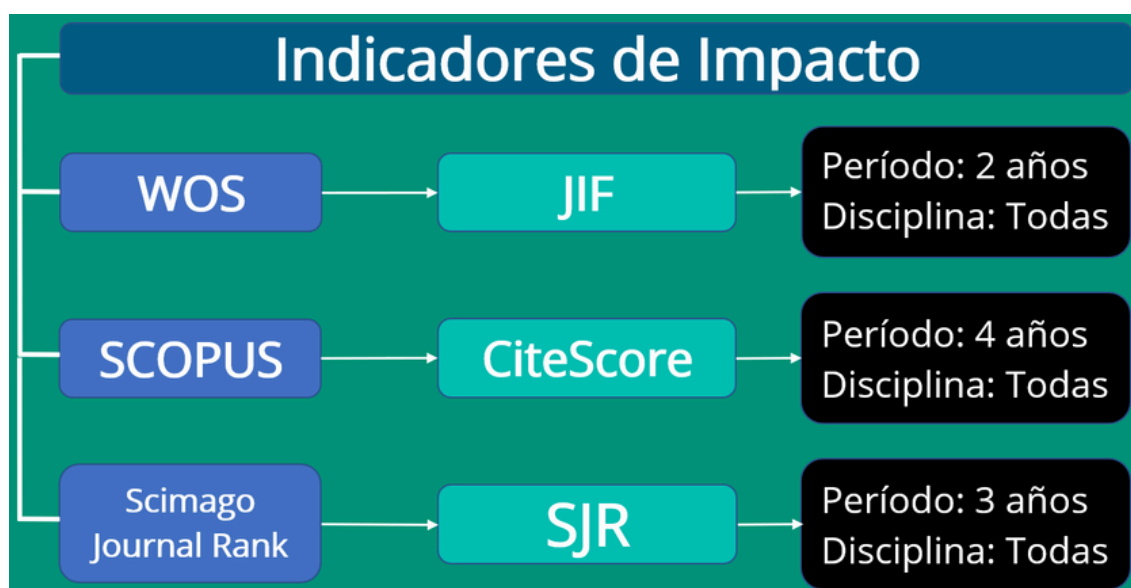 Indicadores de Impacto
WOS
JIF
Período: 2 años
Disciplina: Todas
SCOPUS
CiteScore
Período: 4 años
Disciplina: Todas
Scimago
Journal Rank
SJR
Período: 3 años
Disciplina: Todas